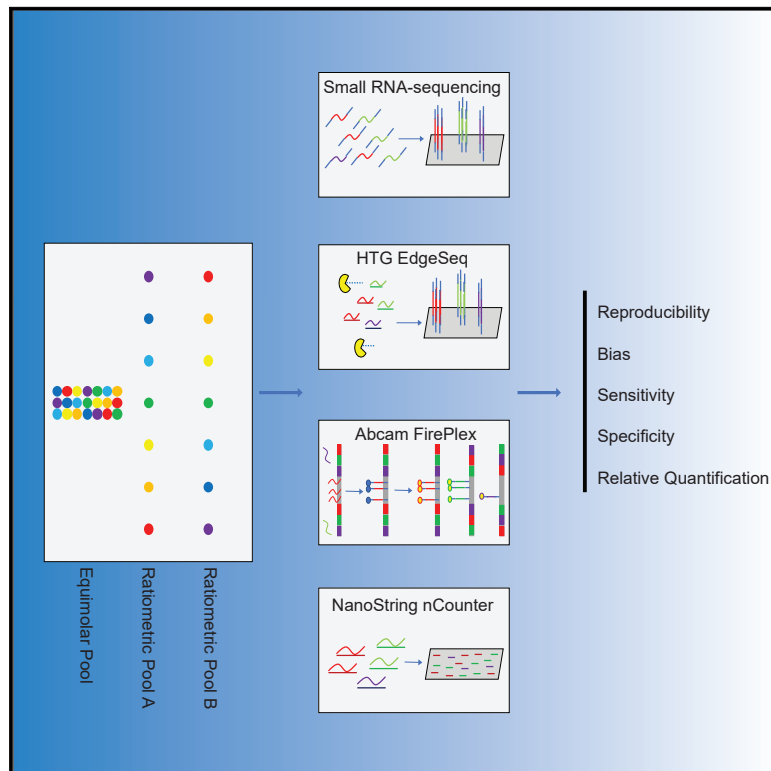 Small RNA-sequencing
HTG EdgeSeq
Abcam FirePlex
NanoString nCounter
Equimolar Pool
Ratiometric Pool A
Ratiometric Pool B
Reproducibility
Bias
Sensitivity
Specificity
Relative Quantification